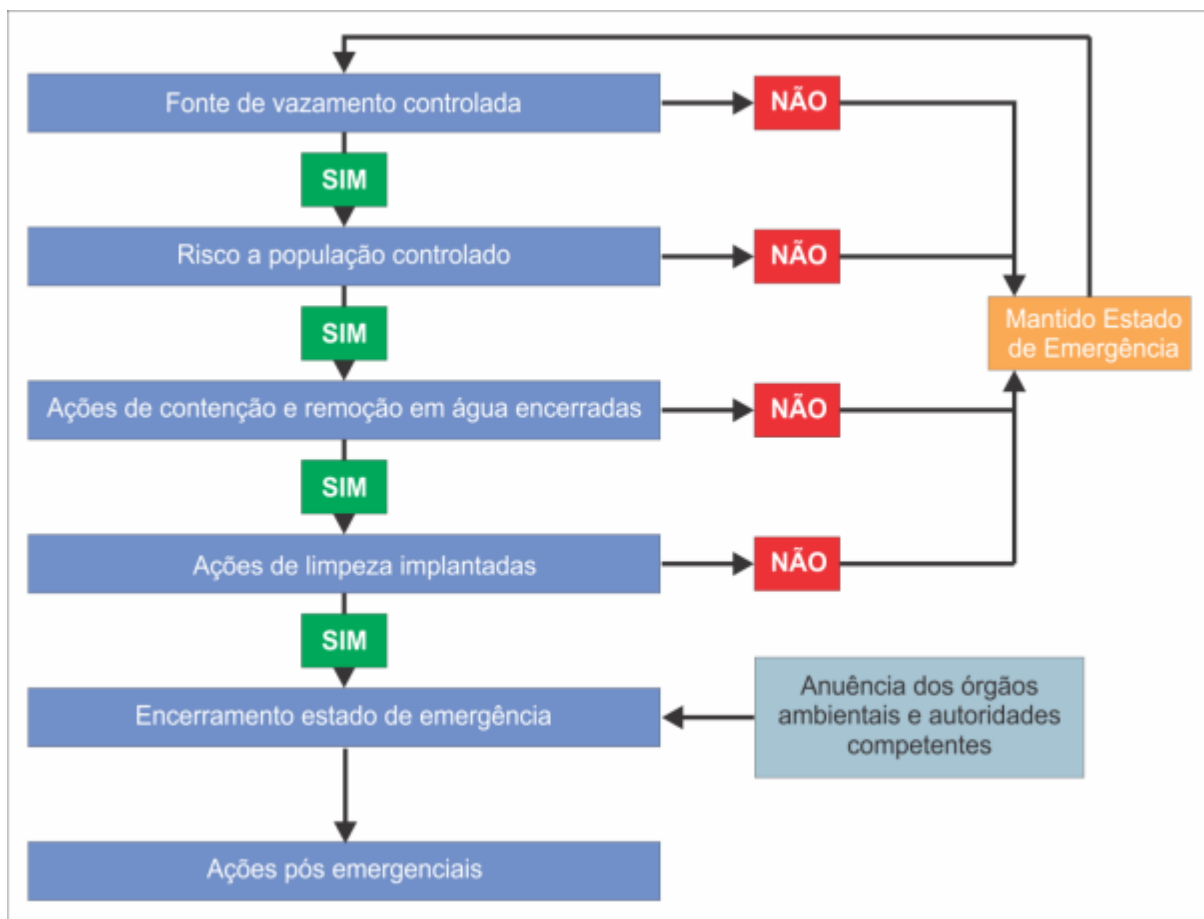 Fonte de vazamento controlada
NÃO
SIM
Risco a população controlado
NÃO
SIM
Mantido Estado
de Emergência
Ações de contenção e remoção em água encerradas
NÃO
SIM
Ações de limpeza implantadas
NÃO
SIM
Encerramento estado de emergência
Anuência dos órgãos
ambientais e autoridades
competentes
Ações pós emergenciais